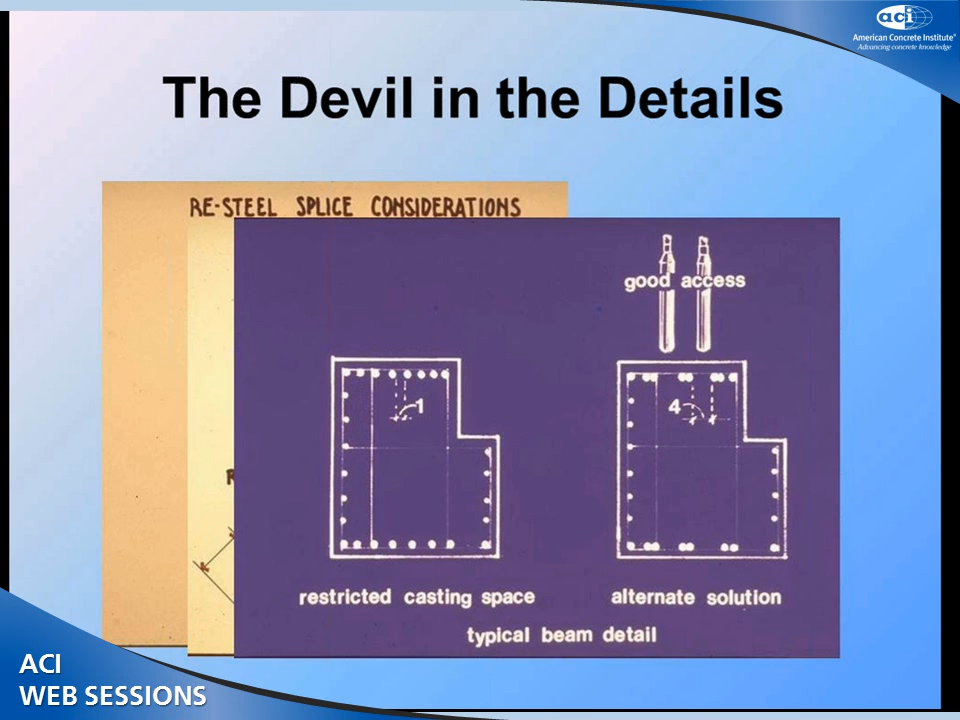 aci
American Concrete Institute®
Advancing concrete knowledge
The Devil in the Details
RE-STEEL SPLICE CONSIDERATIONS
good access
1
4
R
restricted casting space
alternate solution
typical beam detail
ACI
WEB SESSIONS